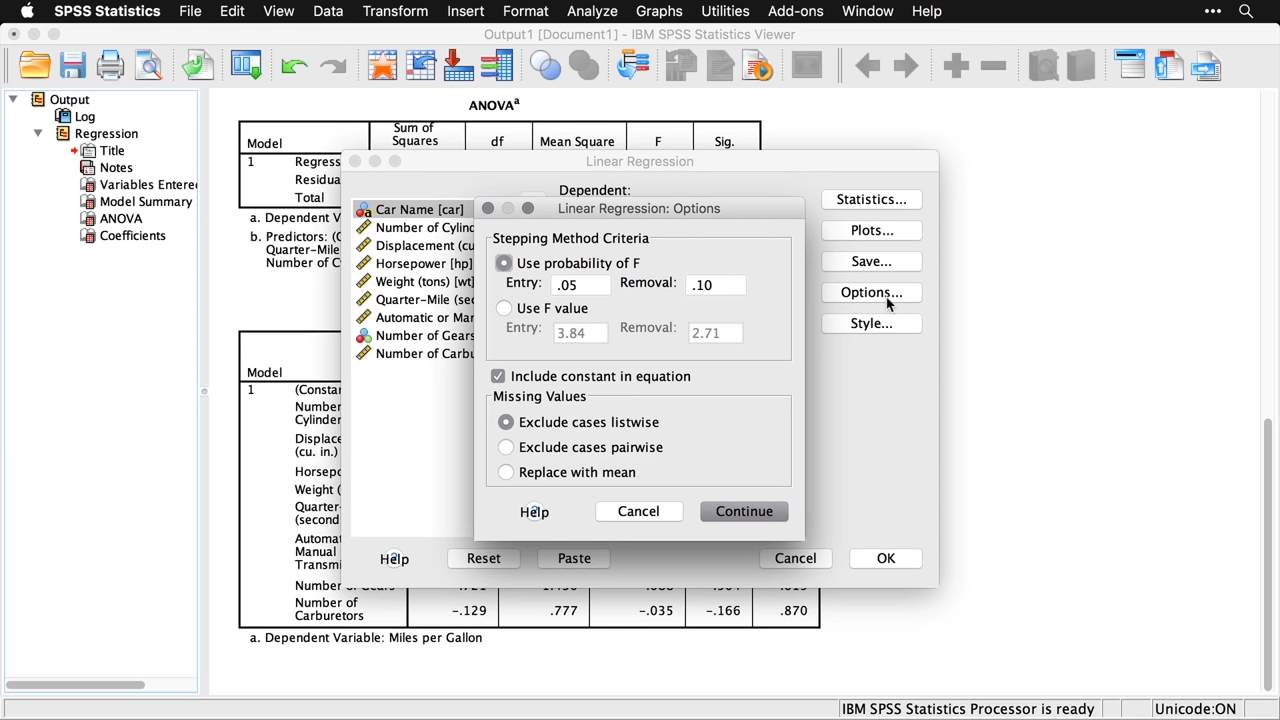 SPSS Statistics File Edit View Data Transform Insert Format Analyze Graphs Utilities Add-ons Window Help
Output1 [Document1] - IBM SPSS Statistics Viewer
Output
Log
Regression
Title
Notes
Variables Entere
Model Summary
ANOVA
Coefficients
ANOVAa
Model Sum of Squares df Mean Square F Sig.
1 Regress
Residua
Total
a. Dependent V
b. Predictors: (C
Quarter-Mile
Number of C
Model
1 (Constan
Number
Cylinder
Displace
(cu. in.)
Horsepo
Weight (
Quarter-
(second
Automat
Manual
Transmi
Number of
Carburetors -.129 .777 -.035 -.166 .870
a. Dependent Variable: Miles per Gallon
Linear Regression
Dependent:
Car Name [car]
Number of Cylind
Displacement (cu
Horsepower [hp]
Weight (tons) [wt]
Quarter-Mile (sec
Automatic or Man
Number of Gears
Number of Carbu
Statistics...
Plots...
Save...
Options...
Style...
Help Reset Paste Cancel OK
Linear Regression: Options
Stepping Method Criteria
Use probability of F
Entry: .05 Removal: .10
Use F value
Entry: 3.84 Removal: 2.71
Include constant in equation
Missing Values
Exclude cases listwise
Exclude cases pairwise
Replace with mean
Help Cancel Continue
IBM SPSS Statistics Processor is ready Unicode:ON